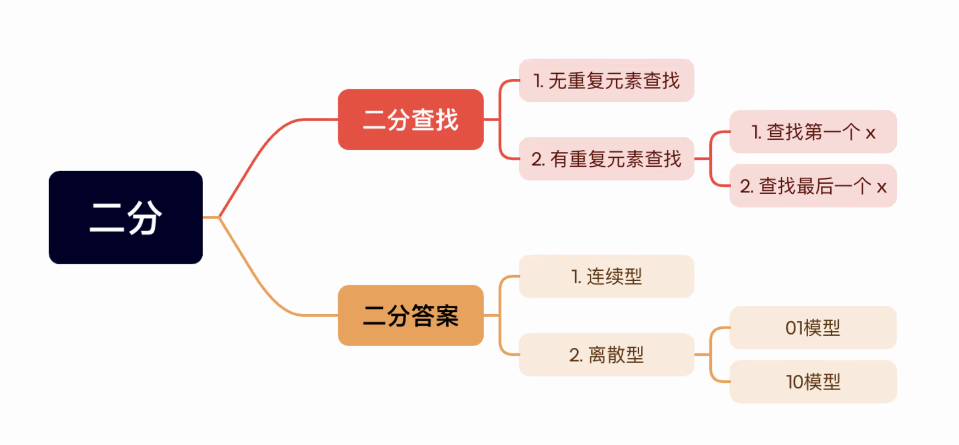 二分
二分查找
1. 无重复元素查找
2. 有重复元素查找
1. 查找第一个 x
2. 查找最后一个 x
二分答案
1. 连续型
2. 离散型
01模型
10模型